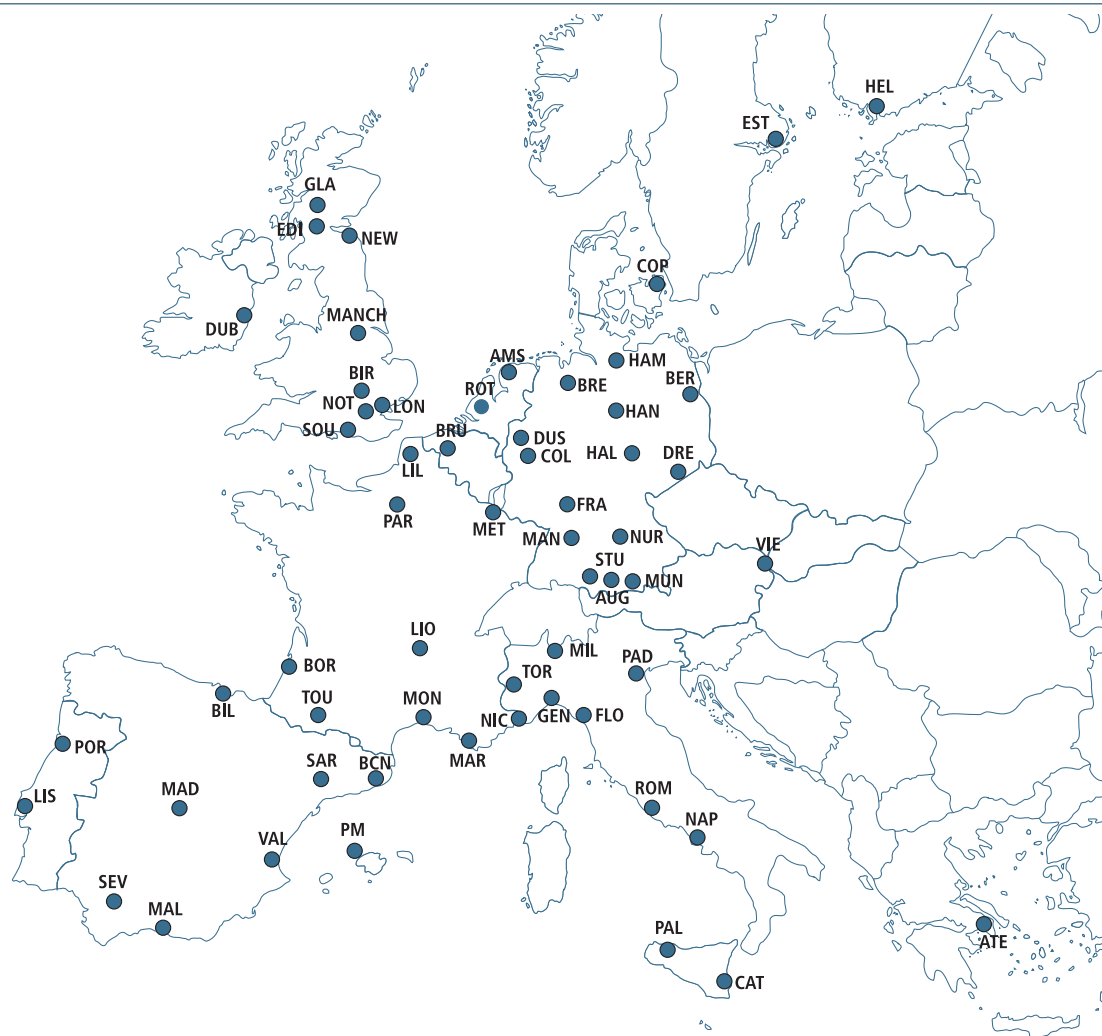 HEL
EST
GLA
EDI
NEW
COP
DUB
MANCH
AMS
HAM
BIR
ROT
BRE
BER
NOT
LON
HAN
SOU
BRU
DUS
LIL
COL
HAL
DRE
PAR
MET
FRA
MAN
NUR
VIE
STU
MUN
AUG
LIO
MIL
BOR
PAD
TOR
BIL
TOU
MON
NIC
GEN
FLO
POR
MAR
SAR
BCN
LIS
MAD
ROM
NAP
VAL
PM
SEV
MAL
PAL
ATE
CAT